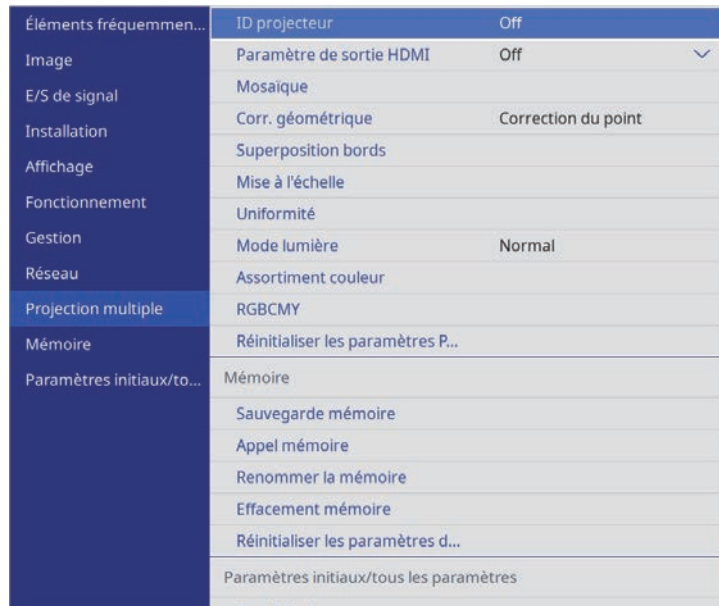 Éléments fréquemmen...
Image
E/S de signal
Installation
Affichage
Fonctionnement
Gestion
Réseau
Projection multiple
Mémoire
Paramètres initiaux/to...
ID projecteur Off
Paramètre de sortie HDMI Off
Mosaïque
Corr. géométrique Correction du point
Superposition bords
Mise à l'échelle
Uniformité
Mode lumière Normal
Assortiment couleur
RGBCMY
Réinitialiser les paramètres P...
Mémoire
Sauvegarde mémoire
Appel mémoire
Renommer la mémoire
Effacement mémoire
Réinitialiser les paramètres d...
Paramètres initiaux/tous les paramètres